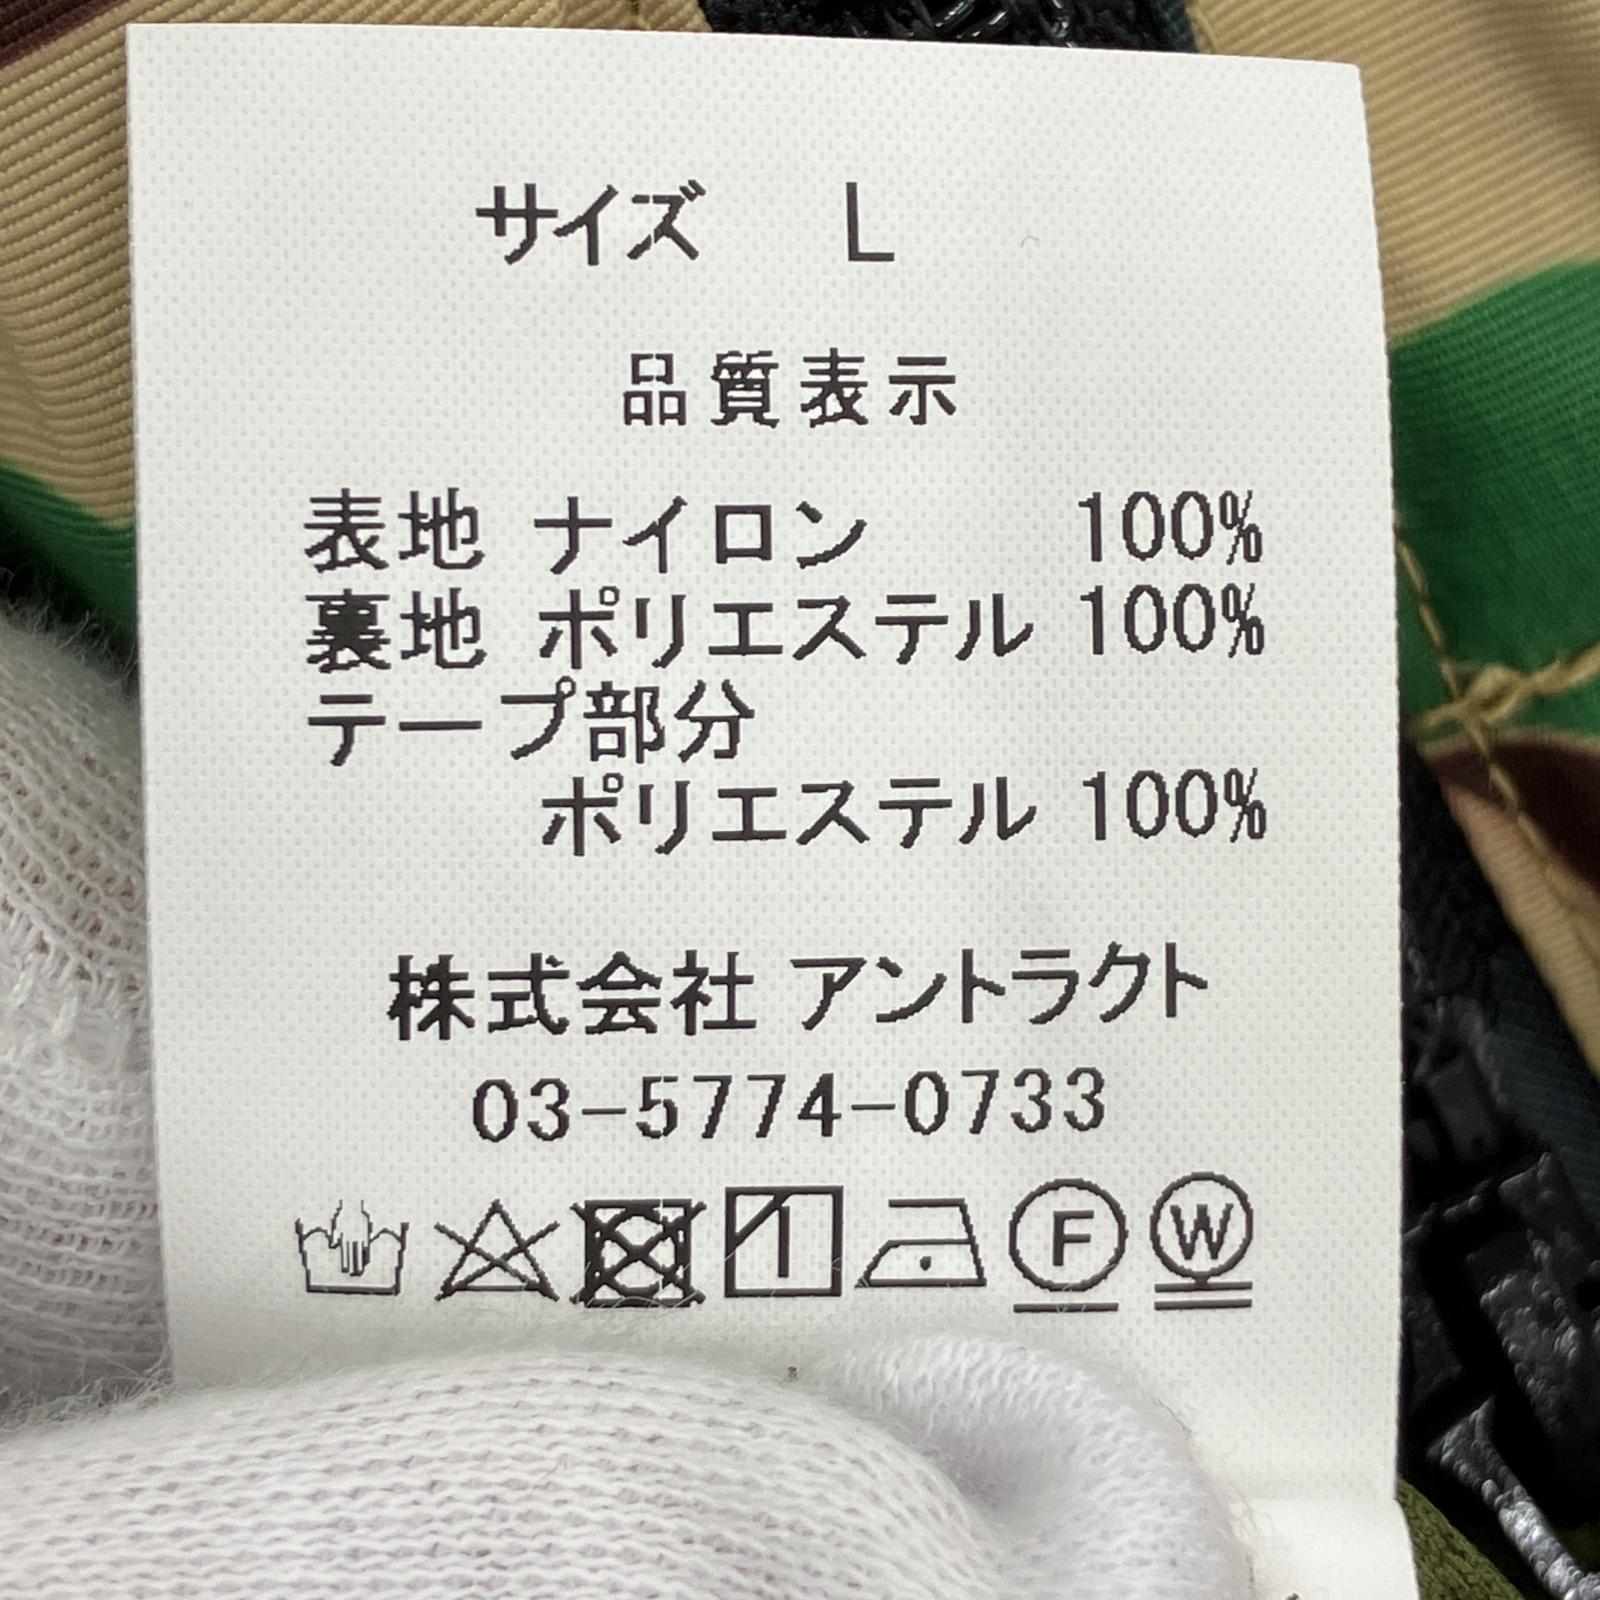 サイズ L
品質表示
表地 ナイロン 100%
裏地 ポリエステル 100%
テープ部分
ポリエステル 100%
株式会社 アントラクト
03-5774-0733
F W